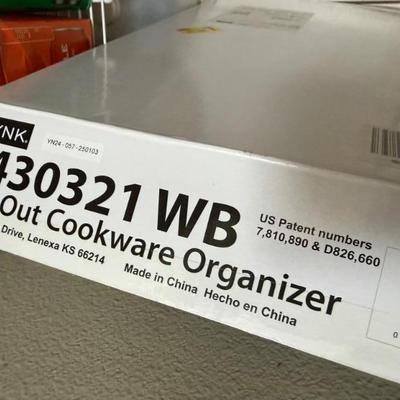 YNK.
YN24-057-250103
430321 WB
Out Cookware Organizer
Drive, Lenexa KS 66214
Made in China Hecho en China
US Patent numbers
7,810,890 & D826,660
0